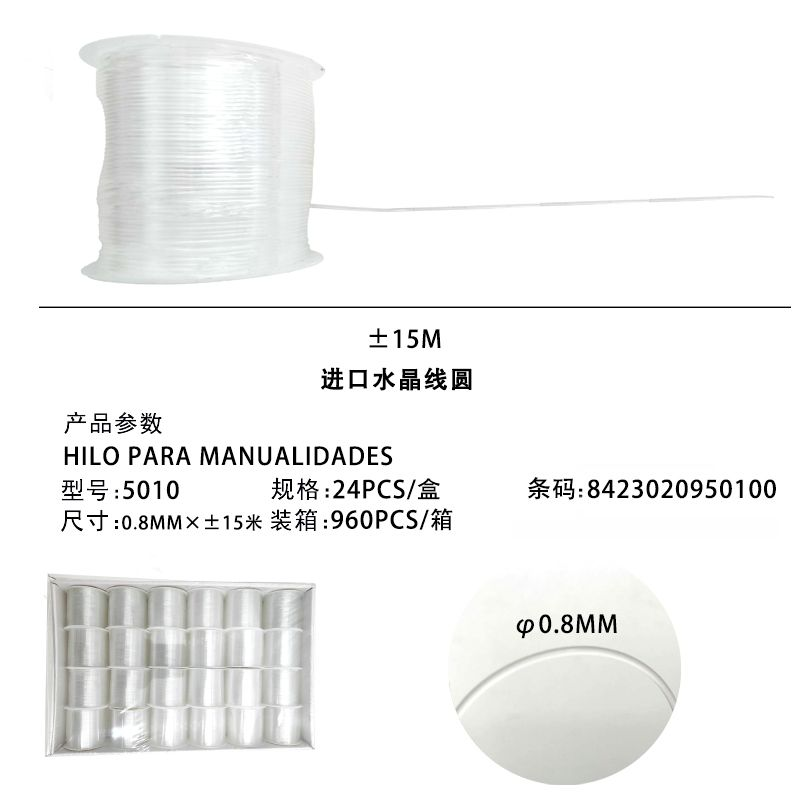 ±15M
进口水晶线圆
产品参数
HILO PARA MANUALIDADES
型号:5010 规格:24PCS/盒 条码:8423020950100
尺寸:0.8MM×±15米 装箱:960PCS/箱
φ0.8MM